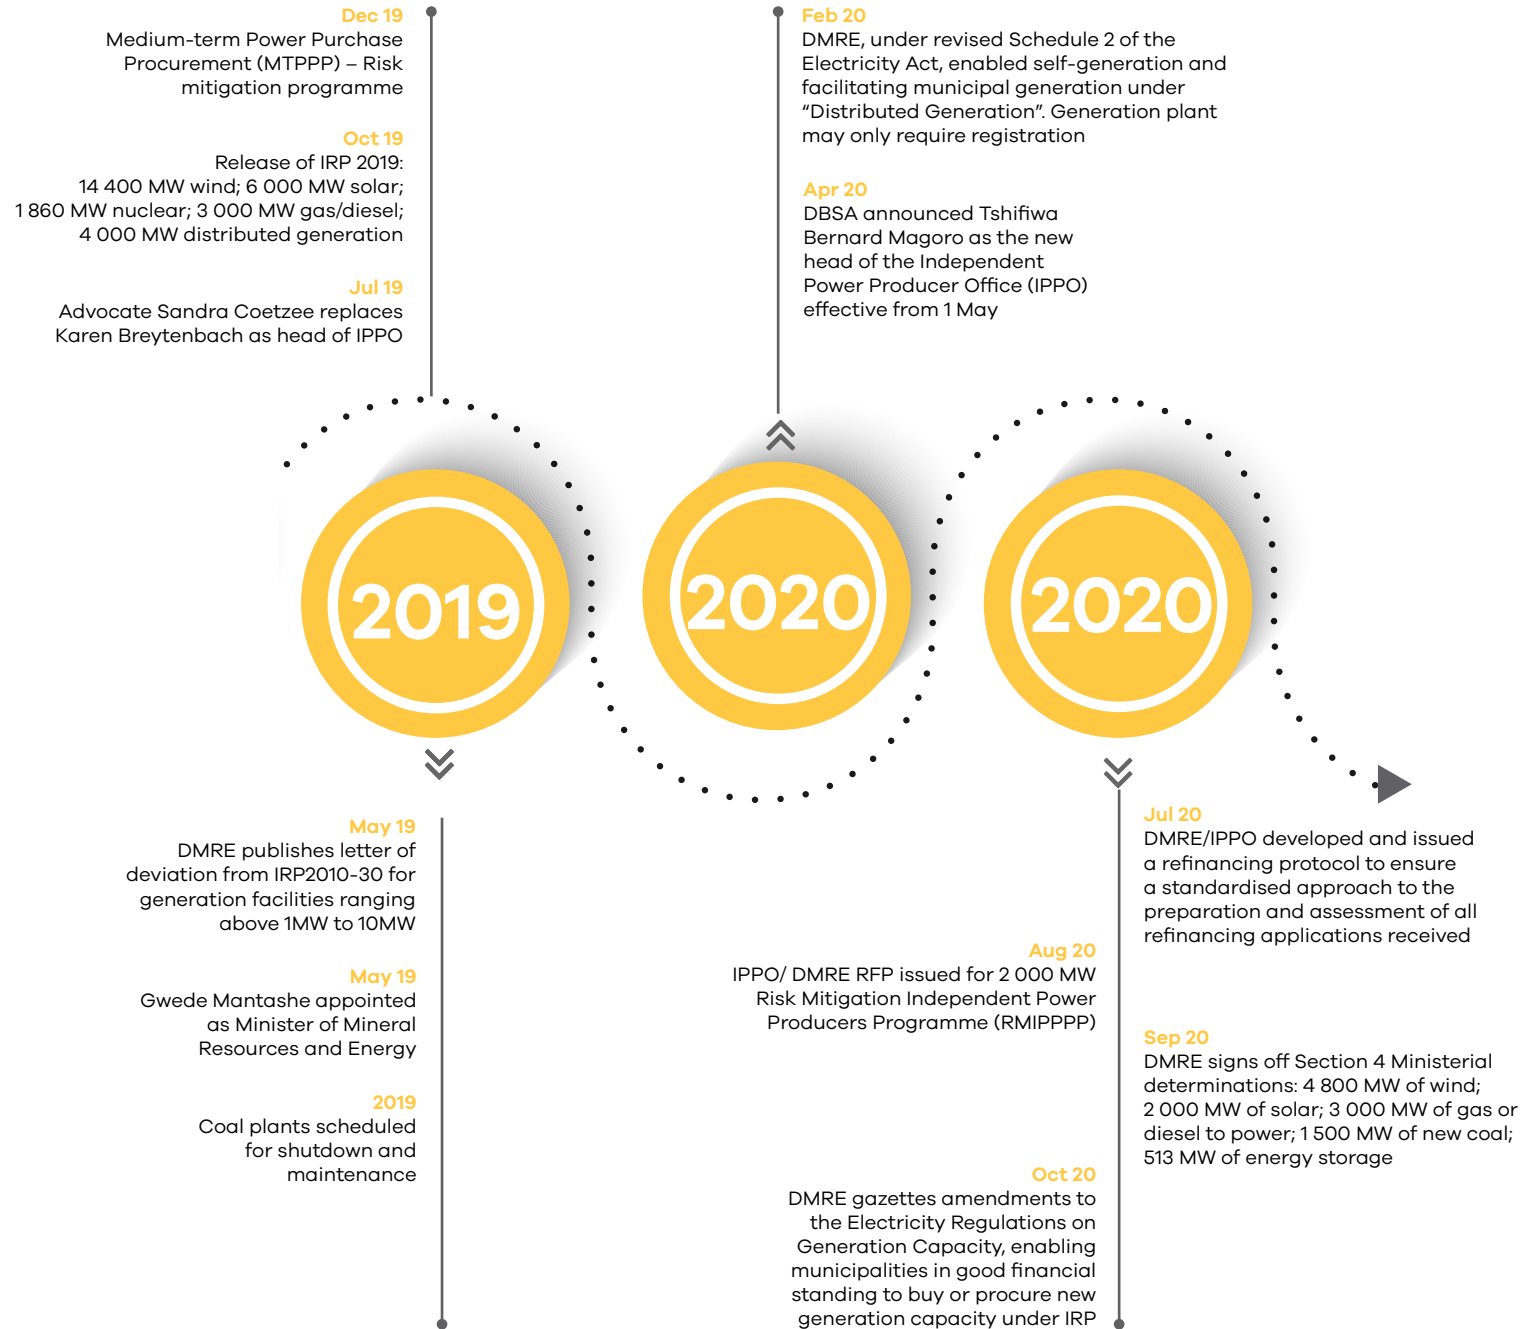 Dec 19
Medium-term Power Purchase
Procurement (MTPPP) – Risk
mitigation programme
Oct 19
Release of IRP 2019:
14 400 MW wind; 6 000 MW solar;
1 860 MW nuclear; 3 000 MW gas/diesel;
4 000 MW distributed generation
Jul 19
Advocate Sandra Coetzee replaces
Karen Breytenbach as head of IPPO
Feb 20
DMRE, under revised Schedule 2 of the
Electricity Act, enabled self-generation and
facilitating municipal generation under
“Distributed Generation”. Generation plant
may only require registration
Apr 20
DBSA announced Tshifiwa
Bernard Magoro as the new
head of the Independent
Power Producer Office (IPPO)
effective from 1 May
2019
2020
2020
May 19
DMRE publishes letter of
deviation from IRP2010-30 for
generation facilities ranging
above 1MW to 10MW
May 19
Gwede Mantashe appointed
as Minister of Mineral
Resources and Energy
2019
Coal plants scheduled
for shutdown and
maintenance
Jul 20
DMRE/IPPO developed and issued
a refinancing protocol to ensure
a standardised approach to the
preparation and assessment of all
refinancing applications received
Aug 20
IPPO/ DMRE RFP issued for 2 000 MW
Risk Mitigation Independent Power
Producers Programme (RMIPPPP)
Sep 20
DMRE signs off Section 4 Ministerial
determinations: 4 800 MW of wind;
2 000 MW of solar; 3 000 MW of gas or
diesel to power; 1 500 MW of new coal;
513 MW of energy storage
Oct 20
DMRE gazettes amendments to
the Electricity Regulations on
Generation Capacity, enabling
municipalities in good financial
standing to buy or procure new
generation capacity under IRP